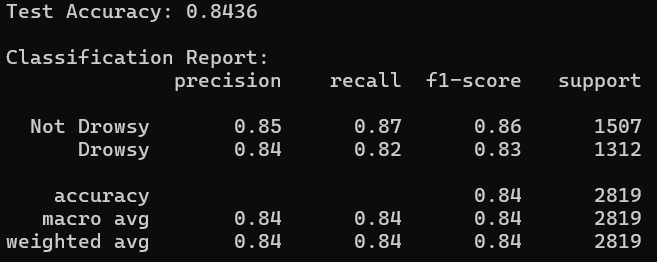 Test Accuracy: 0.8436
Classification Report:
precision recall f1-score support
Not Drowsy 0.85 0.87 0.86 1507
Drowsy 0.84 0.82 0.83 1312
accuracy 0.84 2819
macro avg 0.84 0.84 0.84 2819
weighted avg 0.84 0.84 0.84 2819